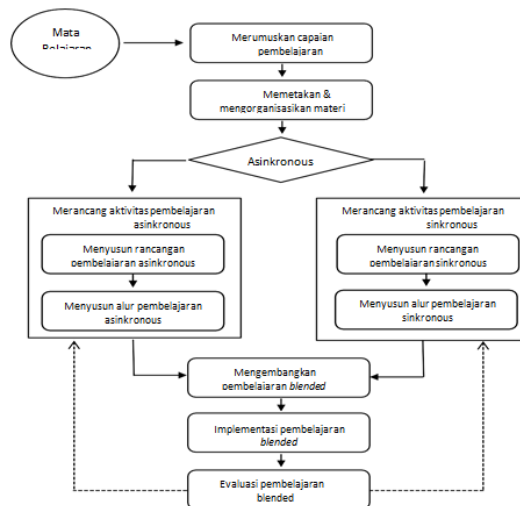 Mata
Belajaran
Merumuskan capaian
pembelajaran
Memetakan &
mengorganisasikan materi
Asinkronous
Merancang aktivitas pembelajaran
asinkronous
Menyusun rancangan
pembelajaran asinkronous
Menyusun alur pembelajaran
asinkronous
Merancang aktivitas pembelajaran
sinkronous
Menyusun rancangan
pembelajaran sinkronous
Menyusun alur pembelajaran
sinkronous
Mengembangkan
pembelajaran blended
Implementasi pembelajaran
blended
Evaluasi pembelajaran
blended